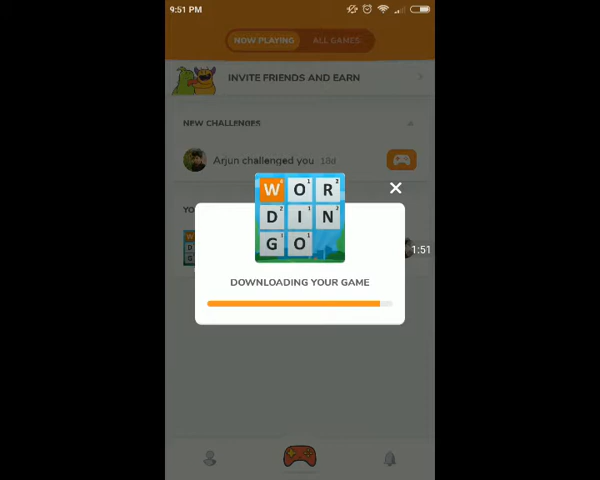 9:51 PM
NOW PLAYING ALL GAMES
INVITE FRIENDS AND EARN
NEW CHALLENGES
Arjun challenged you 18d
W O R
D I N
G O
YO
1:51
DOWNLOADING YOUR GAME